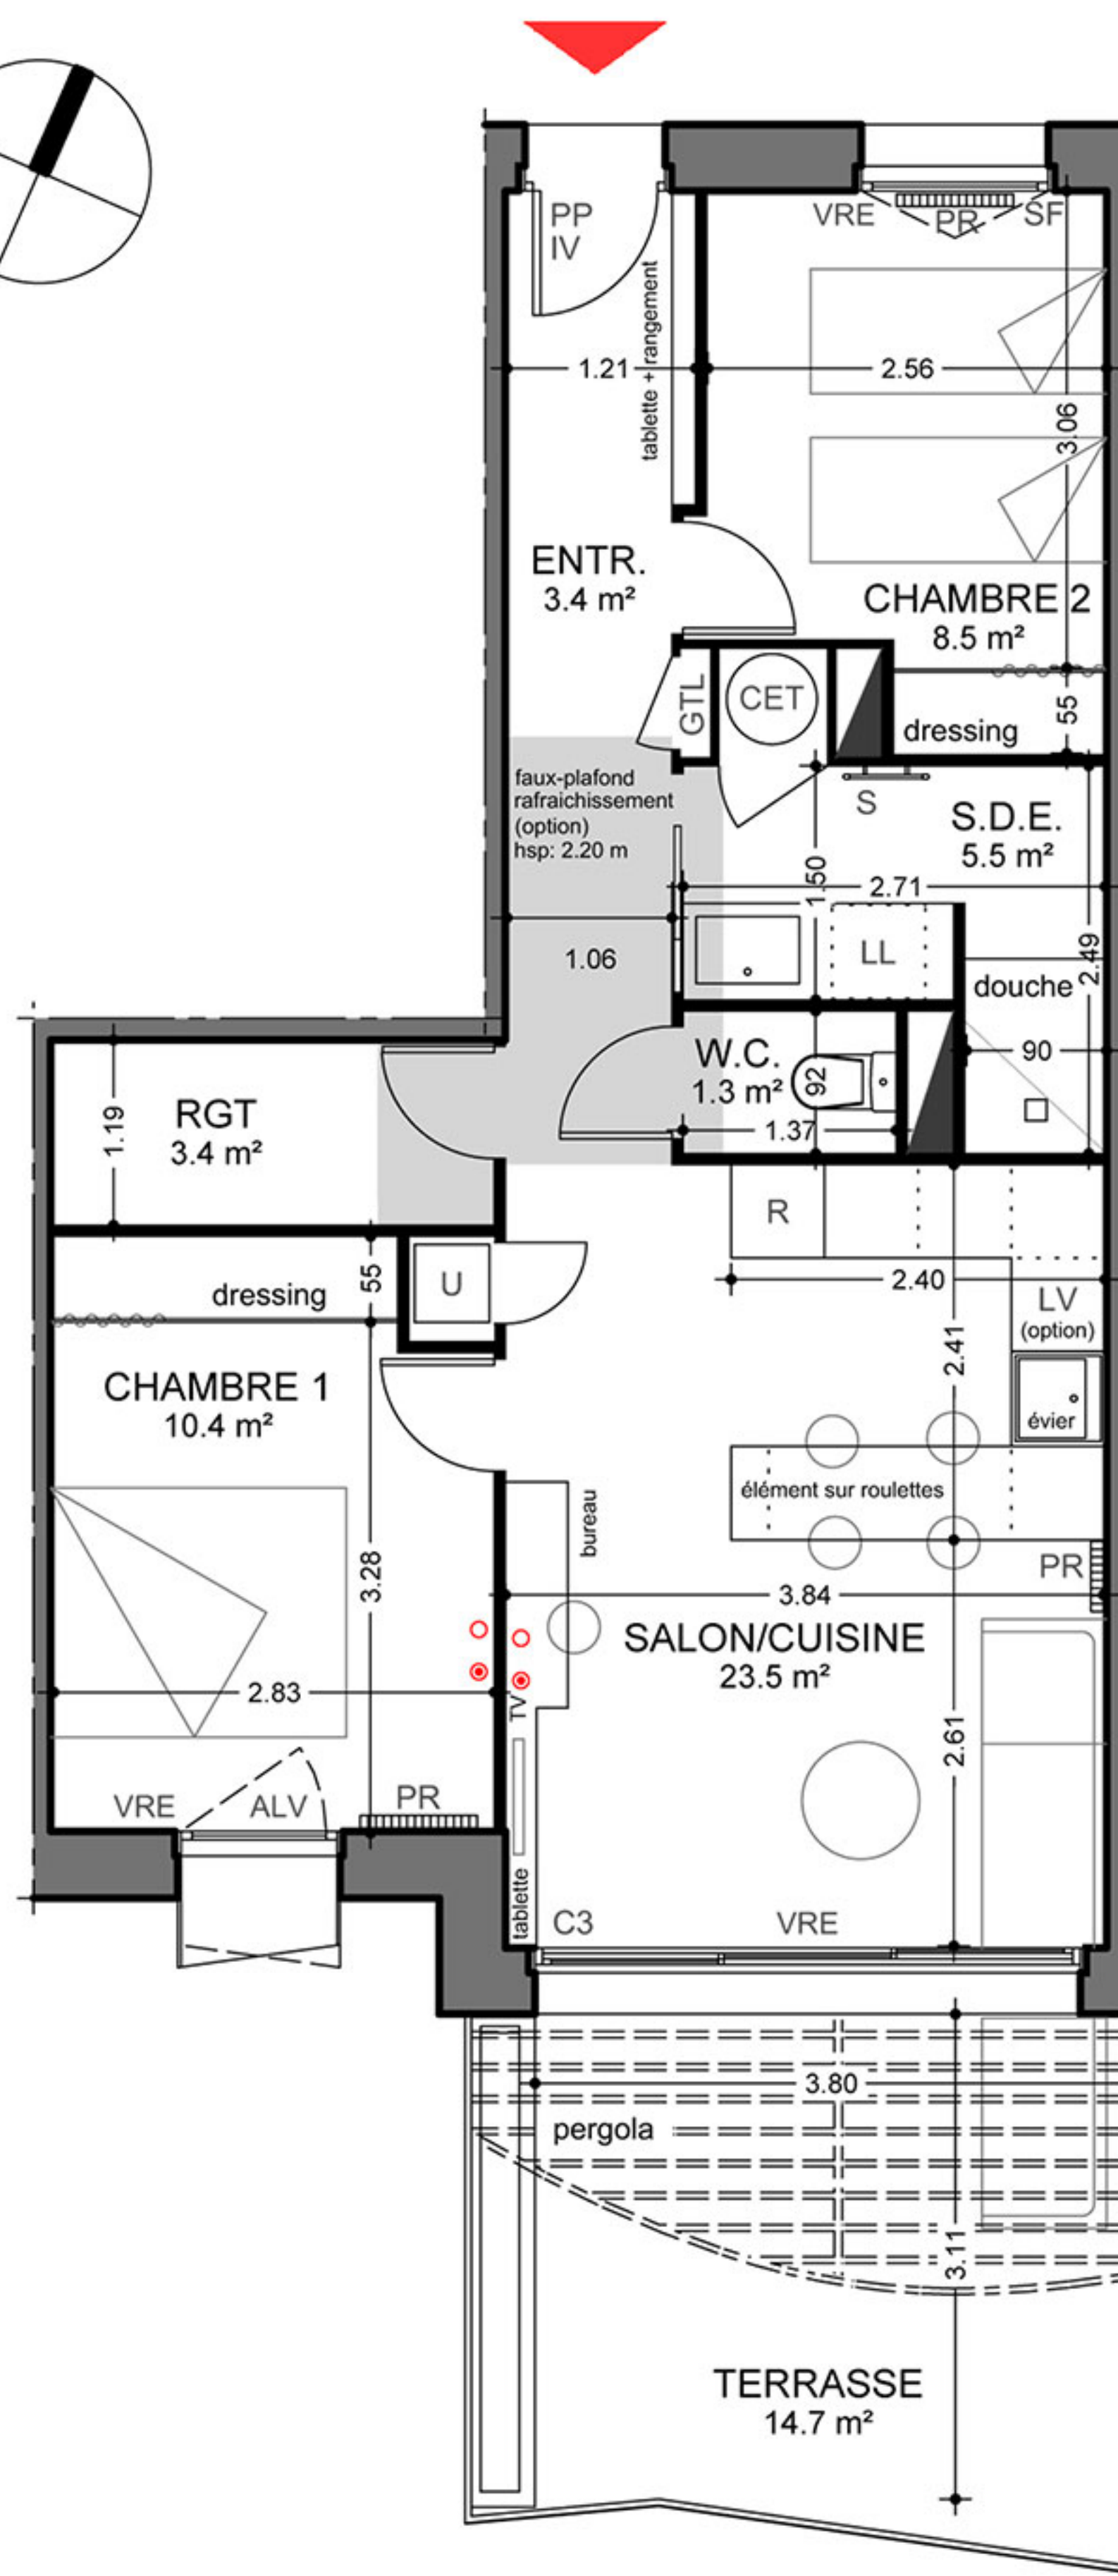 PP
IV
VRE
PR
SF
tablette + rangement
1.21
2.56
3.06
ENTR.
3.4 m²
CHAMBRE 2
8.5 m²
GTL
CET
dressing
55
faux-plafond
rafraichissement
(option)
hsp: 2.20 m
S
S.D.E.
5.5 m²
1.50
2.71
1.06
LL
2.49
douche
W.C.
1.3 m²
92
90
1.37
RGT
3.4 m²
1.19
R
2.40
dressing
55
U
LV
(option)
2.41
CHAMBRE 1
10.4 m²
évier
élément sur roulettes
bureau
3.28
PR
3.84
SALON/CUISINE
23.5 m²
2.83
TV
2.61
VRE
ALV
PR
tablette
C3
VRE
3.80
pergola
3.11
TERRASSE
14.7 m²